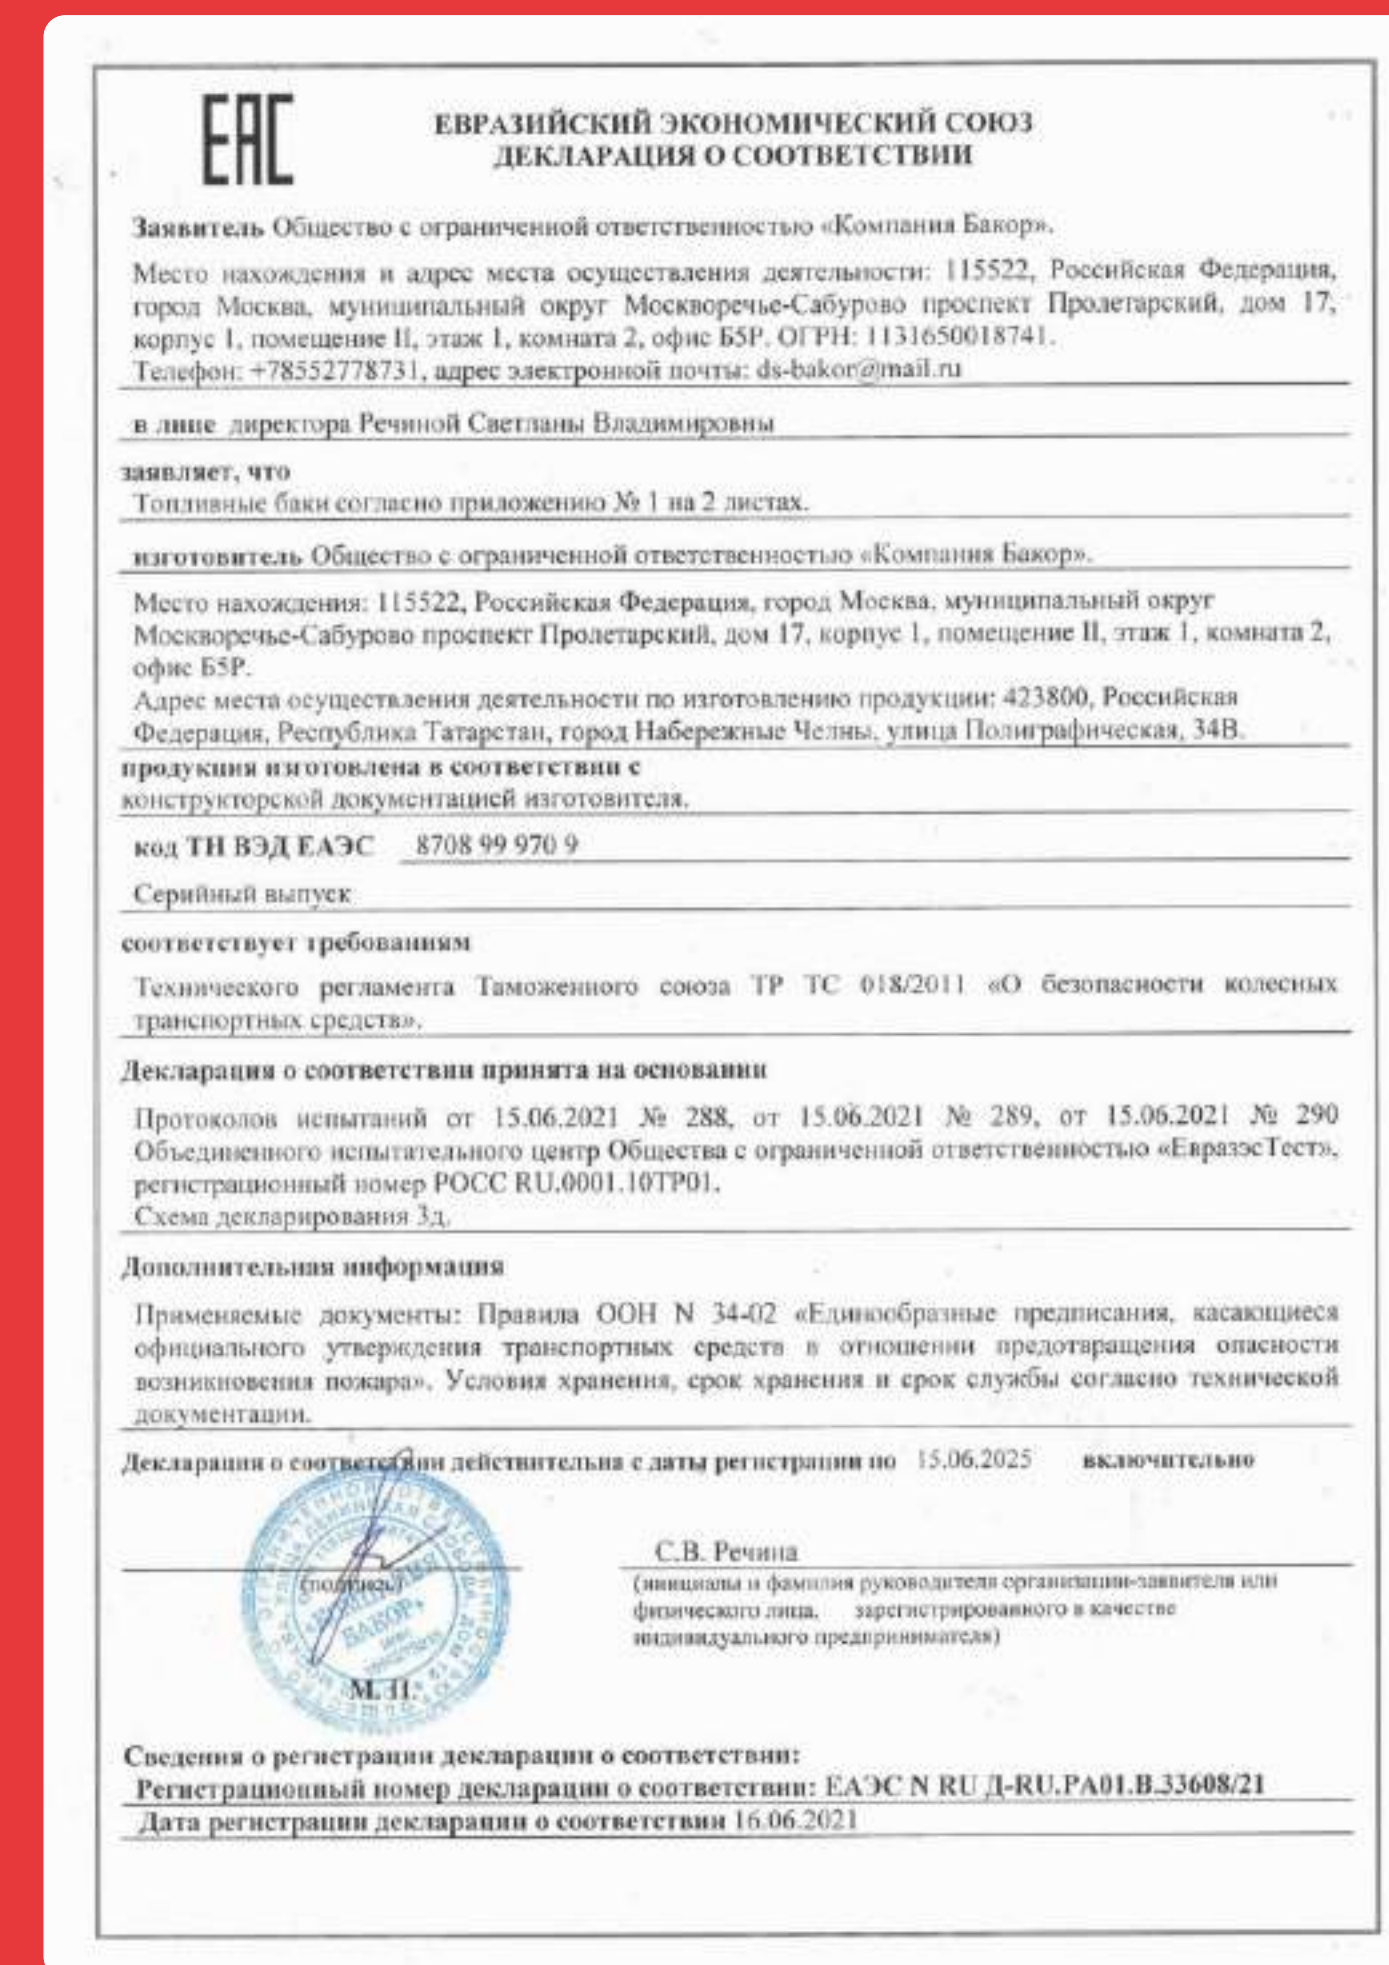 ЕАС
ЕВРАЗИЙСКИЙ ЭКОНОМИЧЕСКИЙ СОЮЗ
ДЕКЛАРАЦИЯ О СООТВЕТСТВИИ
Заявитель Общество с ограниченной ответственностью «Компания Бакор».
Место нахождения и адрес места осуществления деятельности: 115522, Российская Федерация,
город Москва, муниципальный округ Москворечье-Сабурово проспект Пролетарский, дом 17,
корпус 1, помещение II, этаж 1, комната 2, офис Б5Р. ОГРН: 1131650018741.
Телефон: +78552778731, адрес электронной почты: ds-bakor@mail.ru
в лице директора Речиной Светланы Владимировны
заявляет, что
Топливные баки согласно приложению № 1 на 2 листах.
изготовитель Общество с ограниченной ответственностью «Компания Бакор».
Место нахождения: 115522, Российская Федерация, город Москва, муниципальный округ
Москворечье-Сабурово проспект Пролетарский, дом 17, корпус 1, помещение II, этаж 1, комната 2,
офис Б5Р.
Адрес места осуществления деятельности по изготовлению продукции: 423800, Российская
Федерация, Республика Татарстан, город Набережные Челны, улица Полиграфическая, 34В.
продукция изготовлена в соответствии с
конструкторской документацией изготовителя.
код ТН ВЭД ЕАЭС 8708 99 970 9
Серийный выпуск
соответствует требованиям
Технического регламента Таможенного союза ТР ТС 018/2011 «О безопасности колесных
транспортных средств».
Декларация о соответствии принята на основании
Протоколов испытаний от 15.06.2021 № 288, от 15.06.2021 № 289, от 15.06.2021 № 290
Объединенного испытательного центр Общества с ограниченной ответственностью «ЕвразэсТест»,
регистрационный номер РОСС RU.0001.10ТР01.
Схема декларирования 3д.
Дополнительная информация
Применяемые документы: Правила ООН N 34-02 «Единообразные предписания, касающиеся
официального утверждения транспортных средств в отношении предотвращения опасности
возникновения пожара». Условия хранения, срок хранения и срок службы согласно технической
документации.
Декларация о соответствии действительна с даты регистрации по 15.06.2025 включительно
С.В. Речина
(подпись)
(инициалы и фамилия руководителя организации-заявителя или
физического лица, зарегистрированного в качестве
индивидуального предпринимателя)
КОМПАНИЯ
БАКОР
М. П.
Сведения о регистрации декларации о соответствии:
Регистрационный номер декларации о соответствии: ЕАЭС N RU Д-RU.РА01.В.33608/21
Дата регистрации декларации о соответствии 16.06.2021